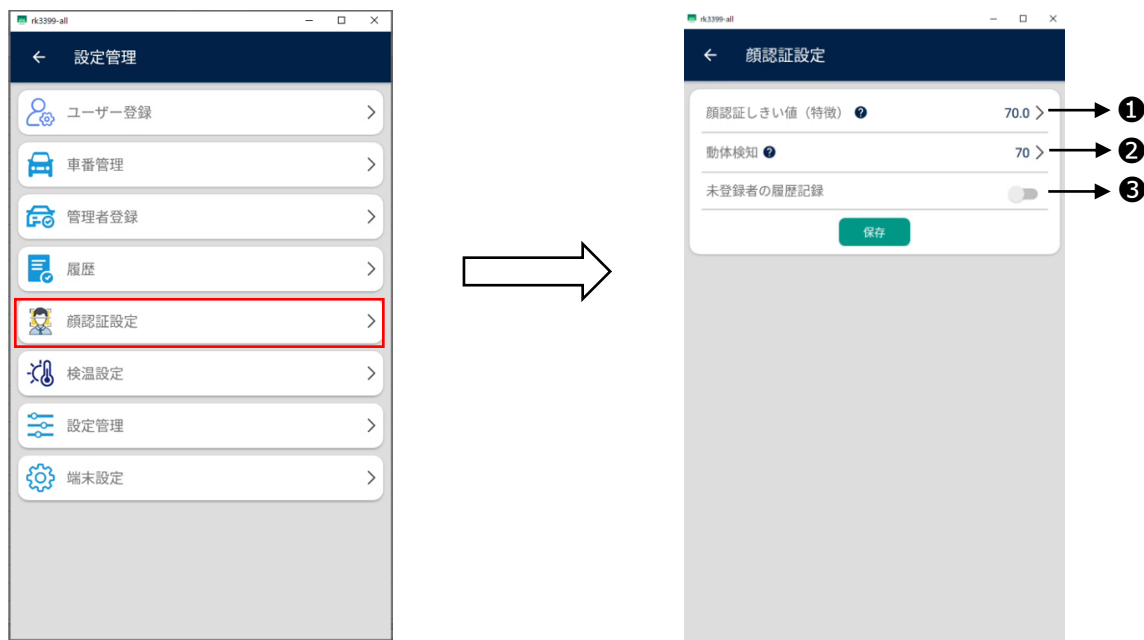 rk3399-all
設定管理
ユーザー登録
車番管理
管理者登録
履歴
顔認証設定
検温設定
設定管理
端末設定
rk3399-all
顔認証設定
顔認証しきい値（特徴） ? 70.0
❶
動体検知 ? 70
❷
未登録者の履歴記録
❸
保存